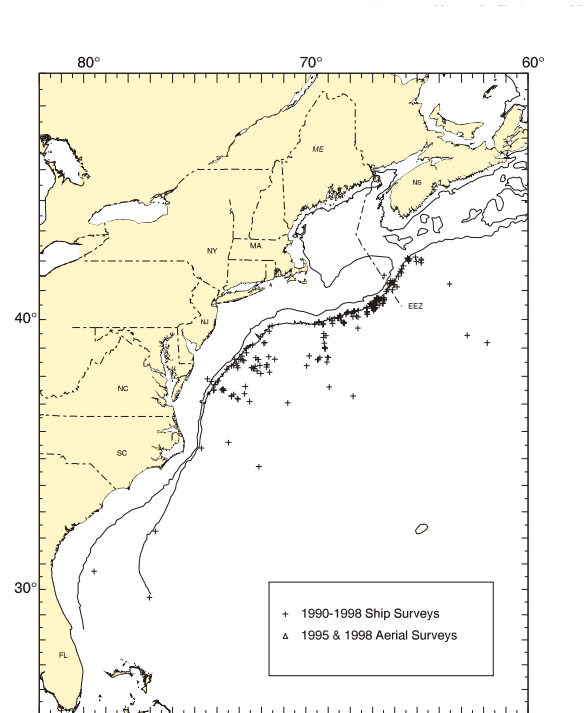 80° 70° 60°
ME
NS
NY MA
EEZ
40°
NJ
NC
SC
30°
+ 1990-1998 Ship Surveys
△ 1995 & 1998 Aerial Surveys
FL